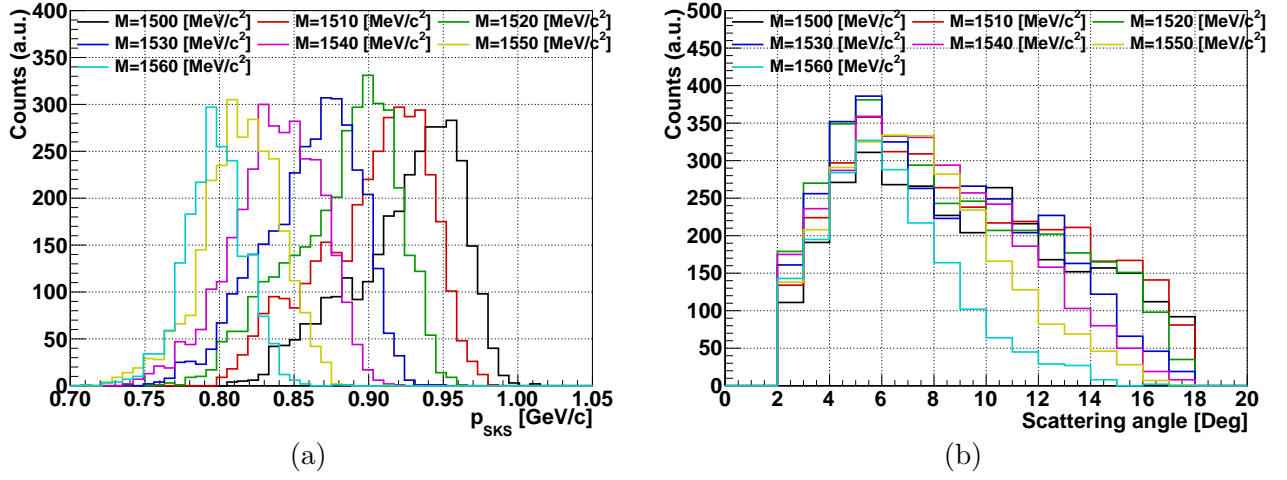 Counts (a.u.)
400
350
300
250
200
150
100
50
0
M=1500 [MeV/c²] M=1510 [MeV/c²] M=1520 [MeV/c²]
M=1530 [MeV/c²] M=1540 [MeV/c²] M=1550 [MeV/c²]
M=1560 [MeV/c²]
0.70 0.75 0.80 0.85 0.90 0.95 1.00 1.05
p_SKS [GeV/c]
(a)
Counts (a.u.)
500
450
400
350
300
250
200
150
100
50
0
M=1500 [MeV/c²] M=1510 [MeV/c²] M=1520 [MeV/c²]
M=1530 [MeV/c²] M=1540 [MeV/c²] M=1550 [MeV/c²]
M=1560 [MeV/c²]
0 2 4 6 8 10 12 14 16 18 20
Scattering angle [Deg]
(b)